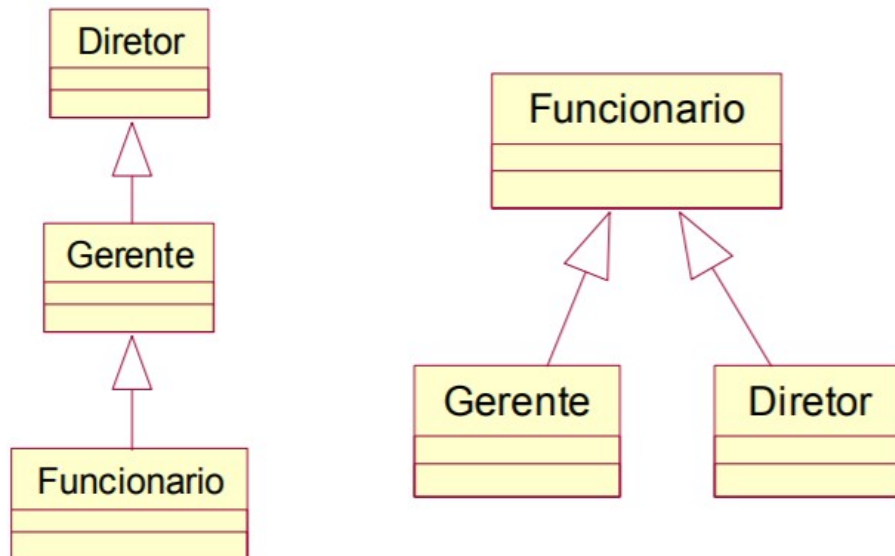 Diretor
Gerente
Funcionario
Funcionario
Gerente
Diretor